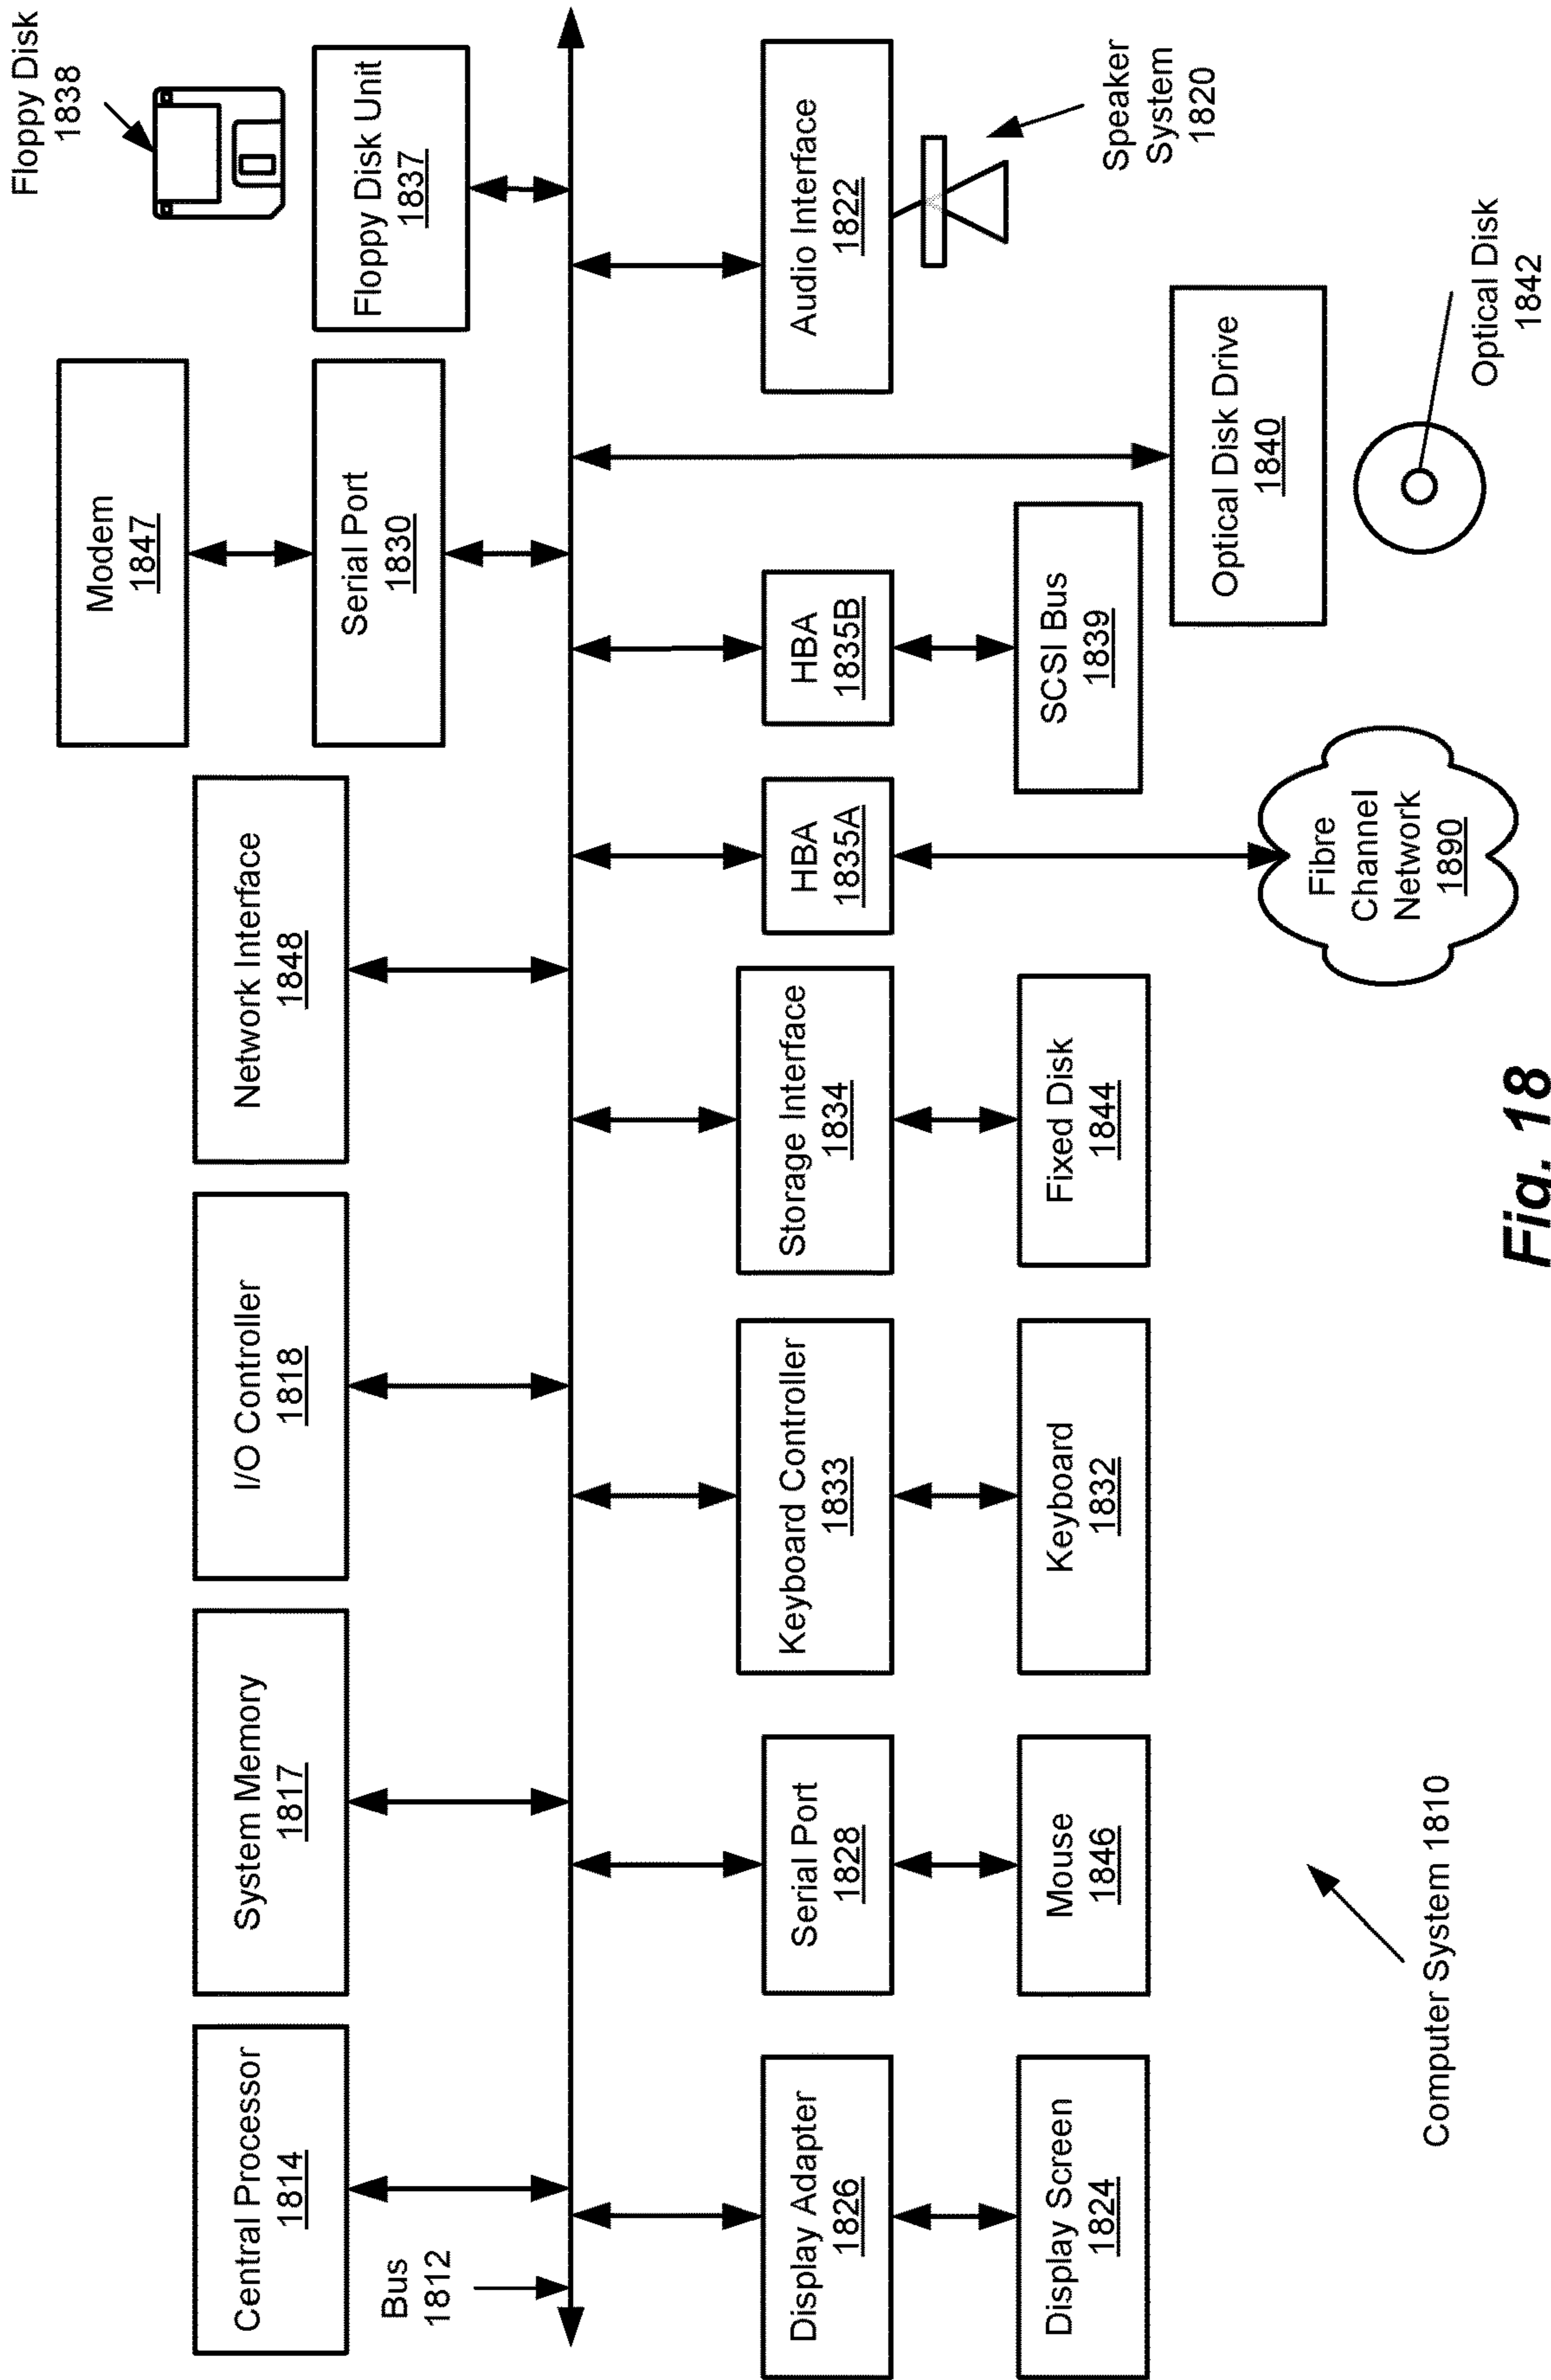 Central Processor
1814
System Memory
1817
I/O Controller
1818
Network Interface
1848
Modem
1847
Serial Port
1830
Floppy Disk
1838
Floppy Disk Unit
1837
Bus
1812
Display Adapter
1826
Display Screen
1824
Serial Port
1828
Mouse
1846
Keyboard Controller
1833
Keyboard
1832
Storage Interface
1834
Fixed Disk
1844
HBA
1835A
Fibre
Channel
Network
1890
HBA
1835B
SCSI Bus
1839
Optical Disk Drive
1840
Optical Disk
1842
Audio Interface
1822
Speaker
System
1820
Computer System 1810
Fig. 18